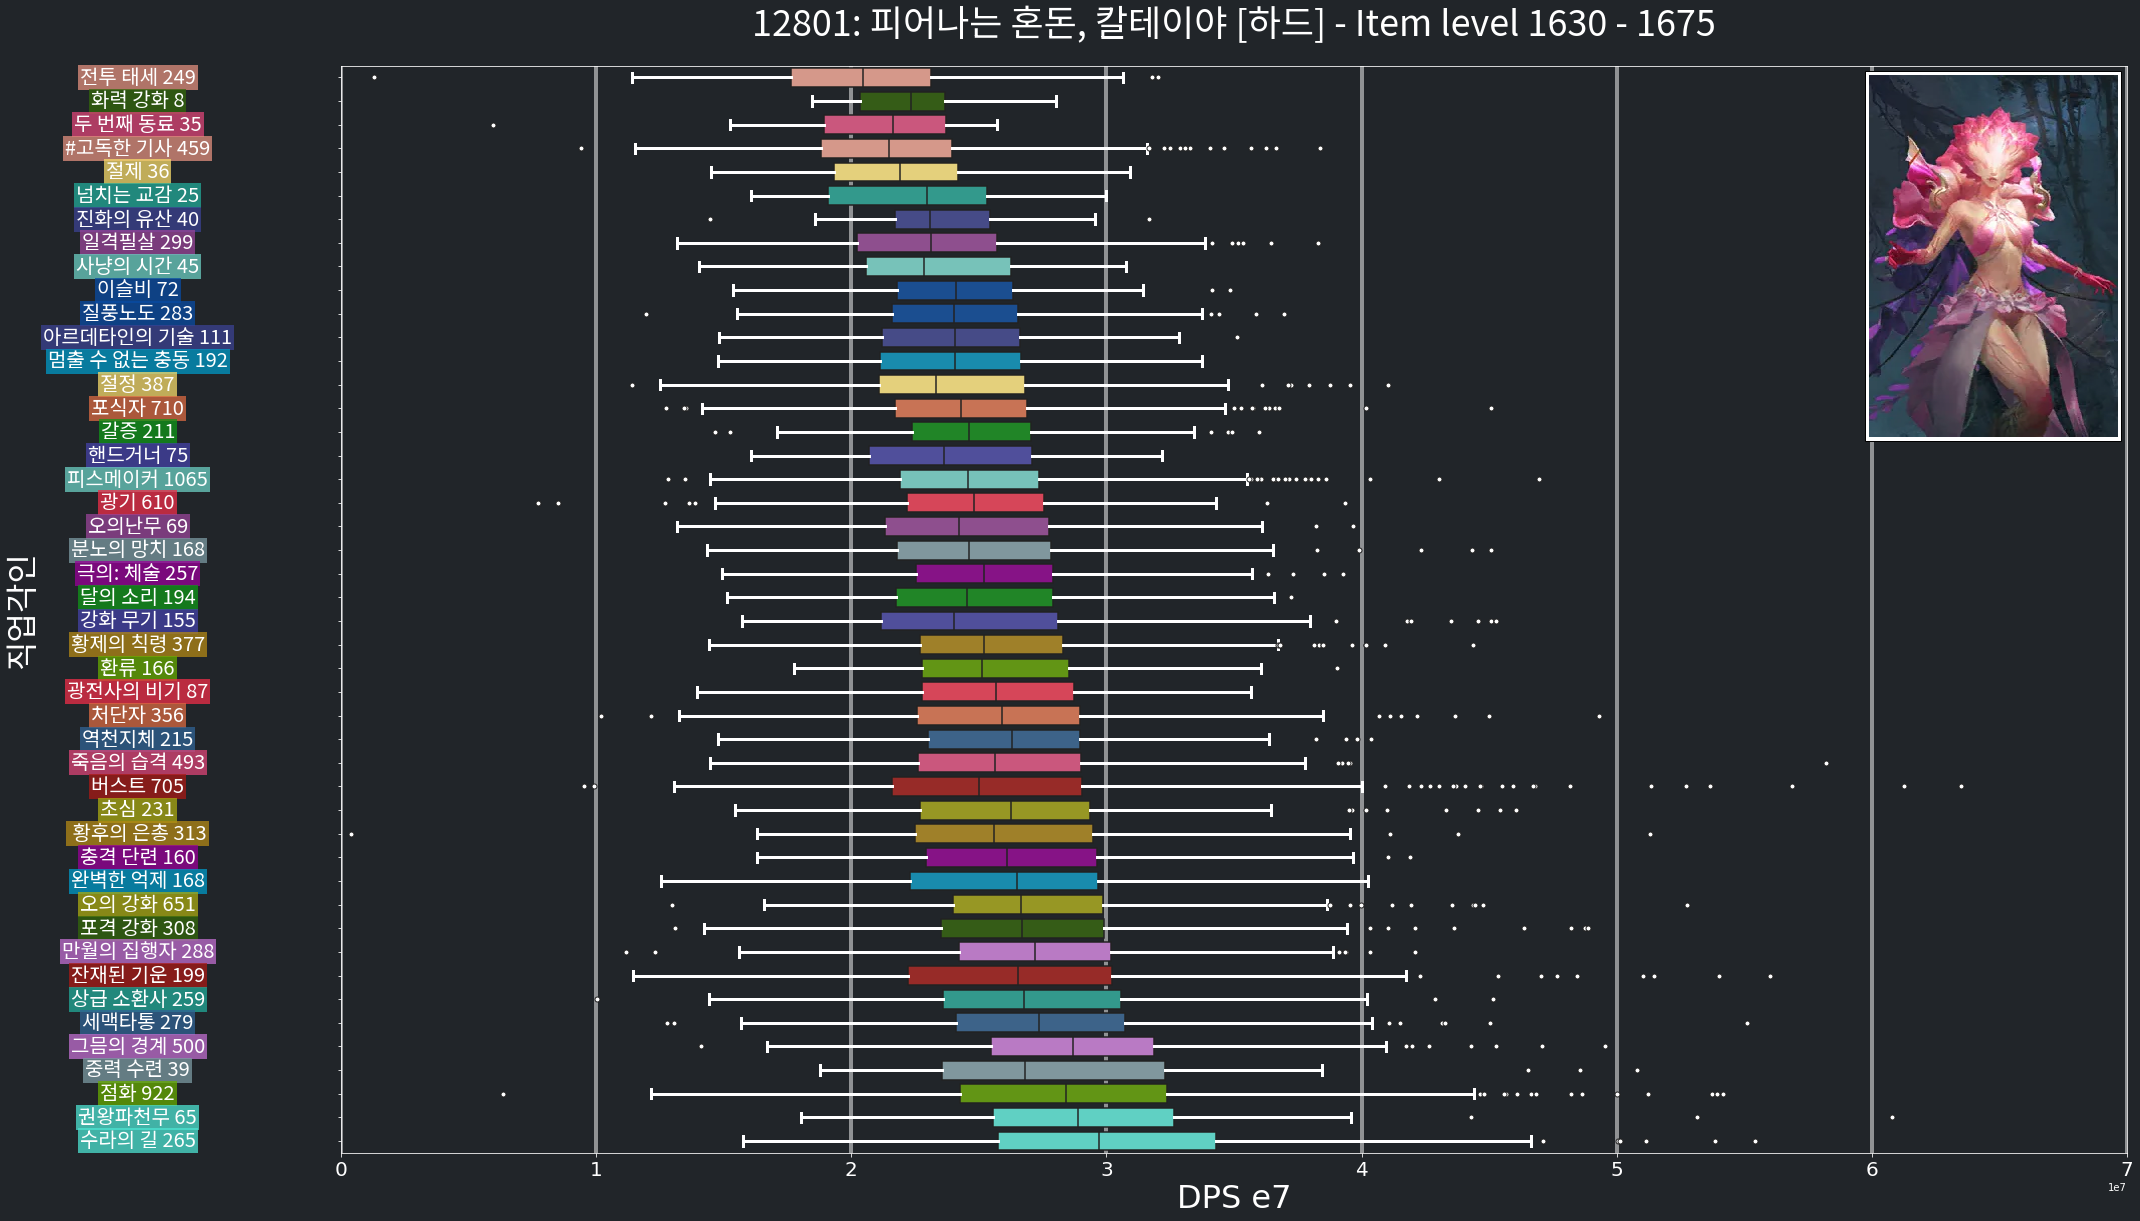 12801: 피어나는 혼돈, 칼테이야 [하드] - Item level 1630 - 1675
직업각인
전투 태세 249
화력 강화 8
두 번째 동료 35
#고독한 기사 459
절제 36
넘치는 교감 25
진화의 유산 40
일격필살 299
사냥의 시간 45
이슬비 72
질풍노도 283
아르데타인의 기술 111
멈출 수 없는 충동 192
절정 387
포식자 710
갈증 211
핸드거너 75
피스메이커 1065
광기 610
오의난무 69
분노의 망치 168
극의: 체술 257
달의 소리 194
강화 무기 155
황제의 칙령 377
환류 166
광전사의 비기 87
처단자 356
역천지체 215
죽음의 습격 493
버스트 705
초심 231
황후의 은총 313
충격 단련 160
완벽한 억제 168
오의 강화 651
포격 강화 308
만월의 집행자 288
잔재된 기운 199
상급 소환사 259
세맥타통 279
그믐의 경계 500
중력 수련 39
점화 922
권왕파천무 65
수라의 길 265
0 1 2 3 4 5 6 7
1e7
DPS e7